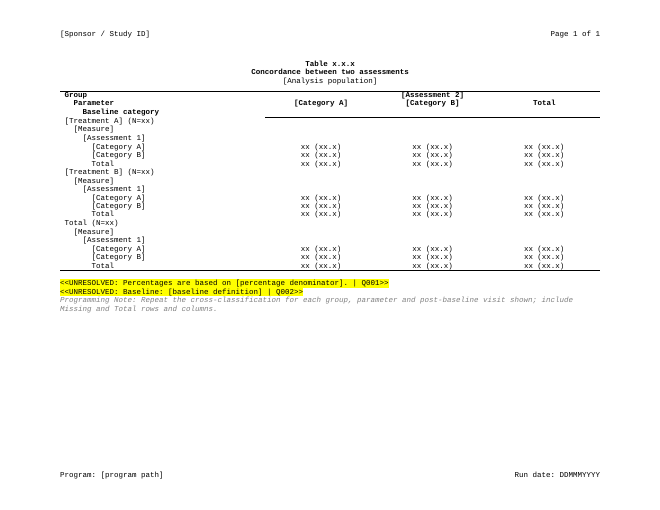 [Sponsor / Study ID] Page 1 of 1
Table x.x.x
Concordance between two assessments
[Analysis population]
Group [Assessment 2]
Parameter [Category A] [Category B] Total
Baseline category
[Treatment A] (N=xx)
[Measure]
[Assessment 1]
[Category A] xx (xx.x) xx (xx.x) xx (xx.x)
[Category B] xx (xx.x) xx (xx.x) xx (xx.x)
Total xx (xx.x) xx (xx.x) xx (xx.x)
[Treatment B] (N=xx)
[Measure]
[Assessment 1]
[Category A] xx (xx.x) xx (xx.x) xx (xx.x)
[Category B] xx (xx.x) xx (xx.x) xx (xx.x)
Total xx (xx.x) xx (xx.x) xx (xx.x)
Total (N=xx)
[Measure]
[Assessment 1]
[Category A] xx (xx.x) xx (xx.x) xx (xx.x)
[Category B] xx (xx.x) xx (xx.x) xx (xx.x)
Total xx (xx.x) xx (xx.x) xx (xx.x)
<<UNRESOLVED: Percentages are based on [percentage denominator]. | Q001>>
<<UNRESOLVED: Baseline: [baseline definition] | Q002>>
Programming Note: Repeat the cross-classification for each group, parameter and post-baseline visit shown; include
Missing and Total rows and columns.
Program: [program path] Run date: DDMMMYYYY